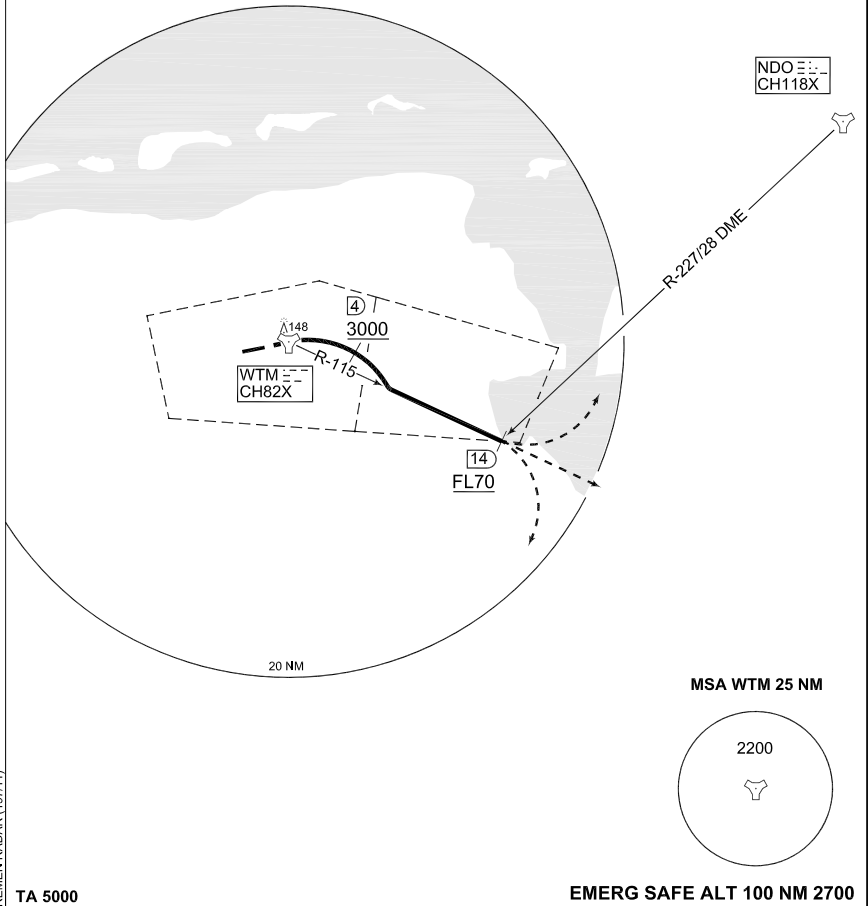 NDO
CH118X
R-227/28 DME
4
3000
148
R-115
WTM
CH82X
14
FL70
20 NM
MSA WTM 25 NM
2200
TA 5000
EMERG SAFE ALT 100 NM 2700